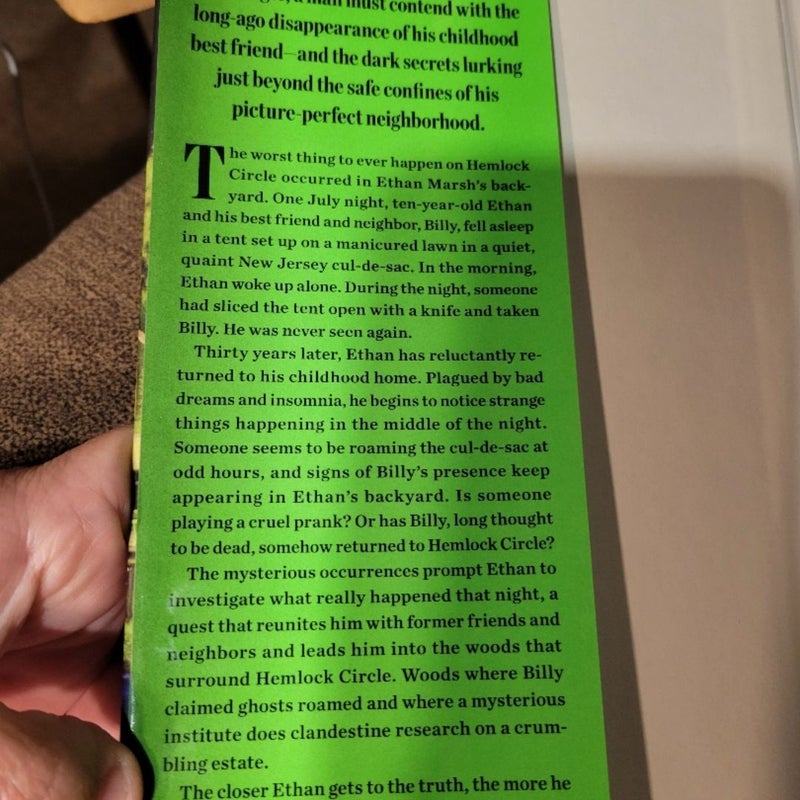 a man must contend with the
long-ago disappearance of his childhood
best friend—and the dark secrets lurking
just beyond the safe confines of his
picture-perfect neighborhood.
The worst thing to ever happen on Hemlock
Circle occurred in Ethan Marsh's back-
yard. One July night, ten-year-old Ethan
and his best friend and neighbor, Billy, fell asleep
in a tent set up on a manicured lawn in a quiet,
quaint New Jersey cul-de-sac. In the morning,
Ethan woke up alone. During the night, someone
had sliced the tent open with a knife and taken
Billy. He was never seen again.
Thirty years later, Ethan has reluctantly re-
turned to his childhood home. Plagued by bad
dreams and insomnia, he begins to notice strange
things happening in the middle of the night.
Someone seems to be roaming the cul-de-sac at
odd hours, and signs of Billy's presence keep
appearing in Ethan's backyard. Is someone
playing a cruel prank? Or has Billy, long thought
to be dead, somehow returned to Hemlock Circle?
The mysterious occurrences prompt Ethan to
investigate what really happened that night, a
quest that reunites him with former friends and
neighbors and leads him into the woods that
surround Hemlock Circle. Woods where Billy
claimed ghosts roamed and where a mysterious
institute does clandestine research on a crum-
bling estate.
The closer Ethan gets to the truth, the more he